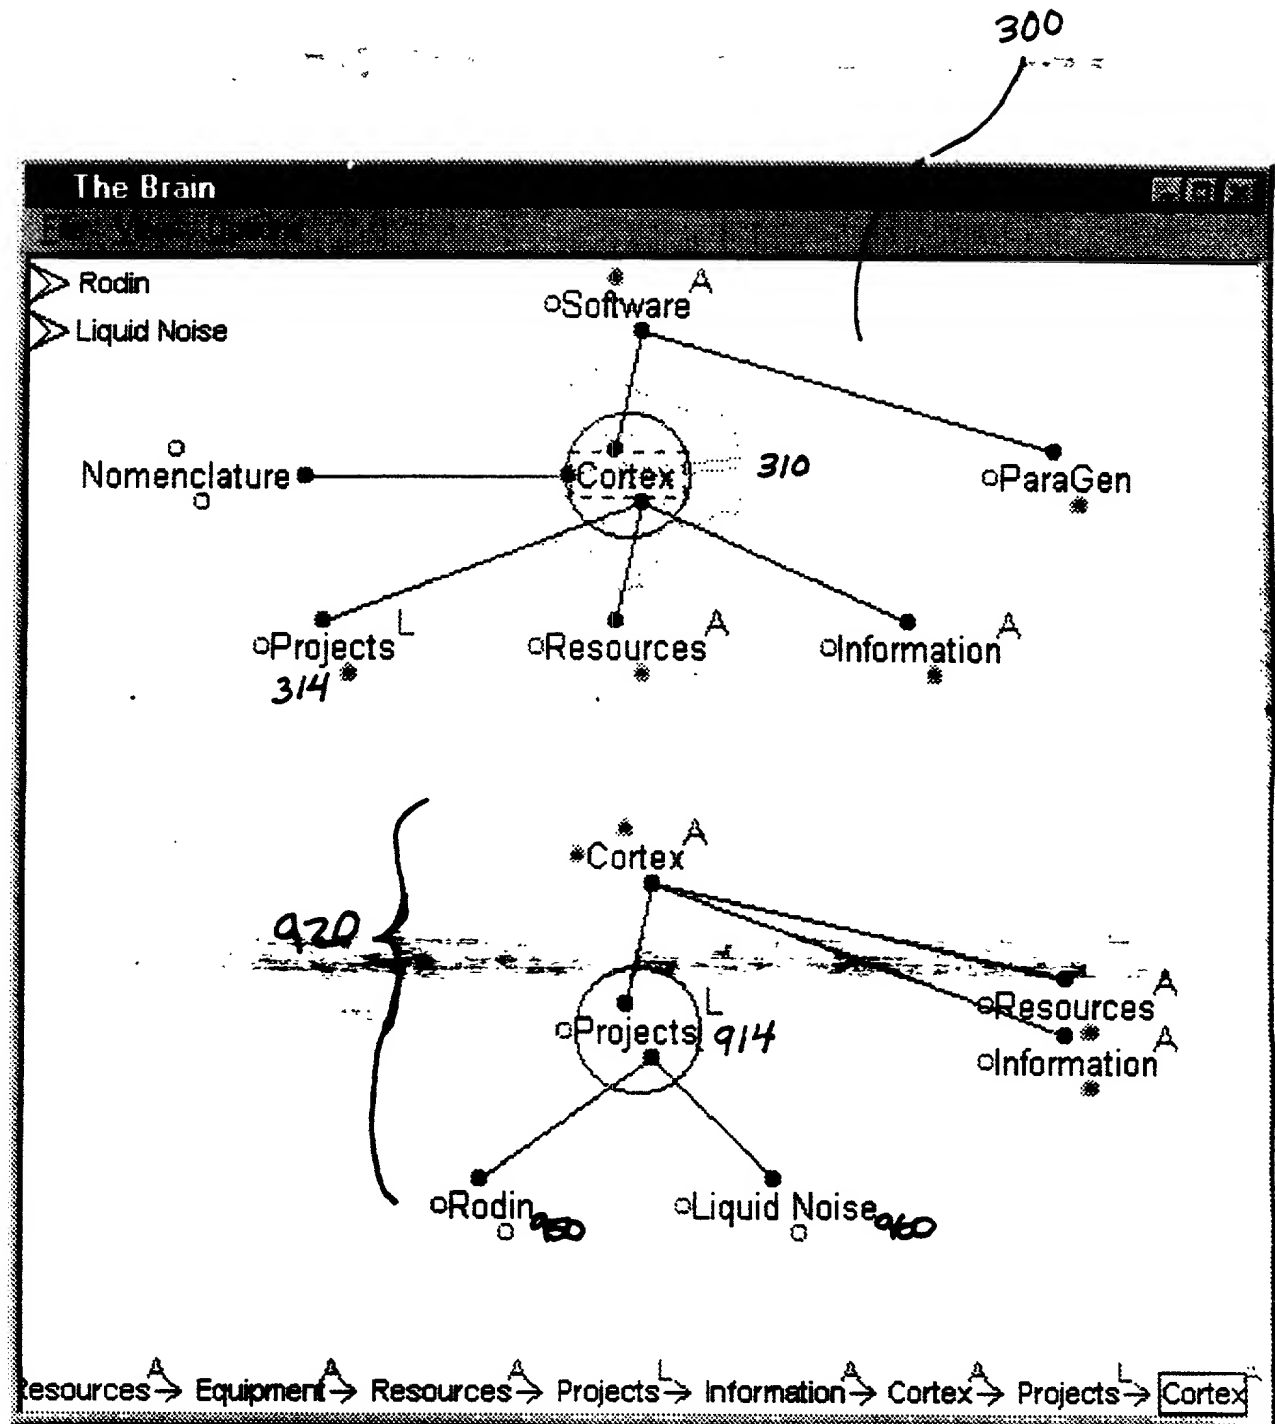 300
The Brain
Rodin
Software A
Liquid Noise
Nomenclature
Cortex
310
ParaGen
Projects L
Resources A
Information A
314
Cortex A
920
Resources A
Projects L
914
Information A
Rodin
950
Liquid Noise
960
esources A → Equipment A → Resources A → Projects L → Information A → Cortex A → Projects L → Cortex A